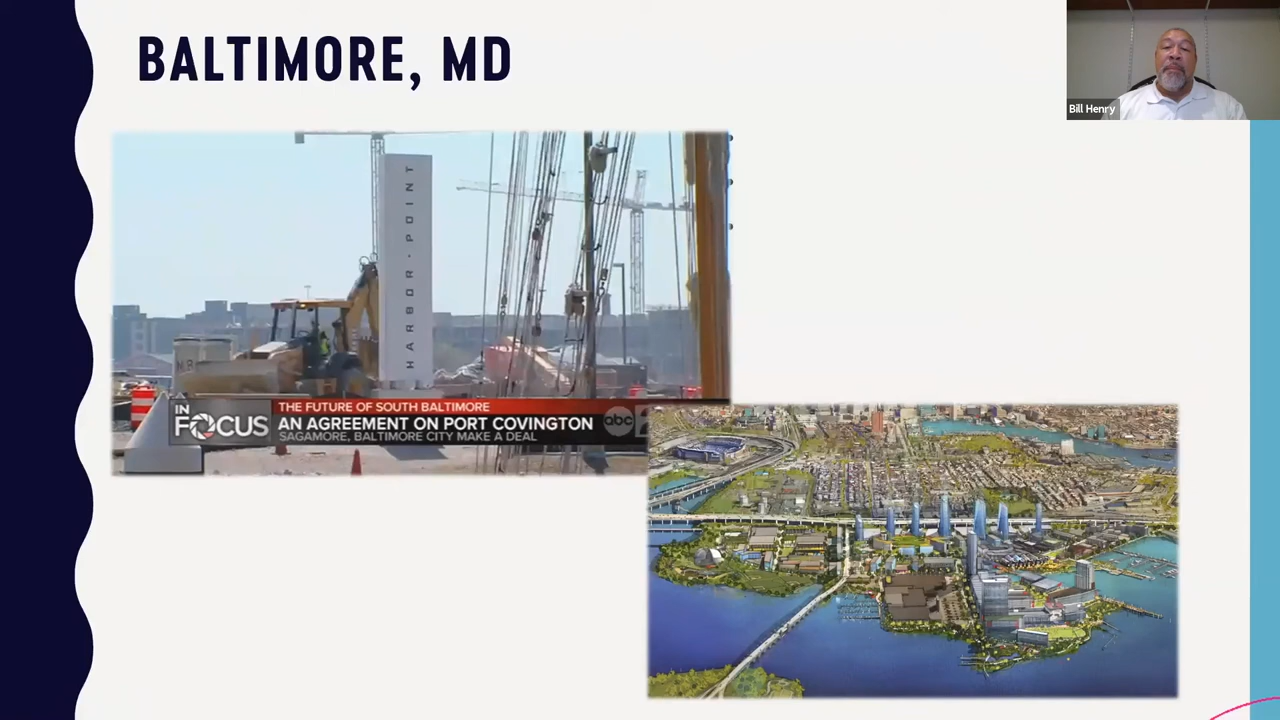 BALTIMORE, MD
Bill Henry
HARBOR · POINT
IN
FOCUS
THE FUTURE OF SOUTH BALTIMORE
AN AGREEMENT ON PORT COVINGTON
SAGAMORE, BALTIMORE CITY MAKE A DEAL
abc